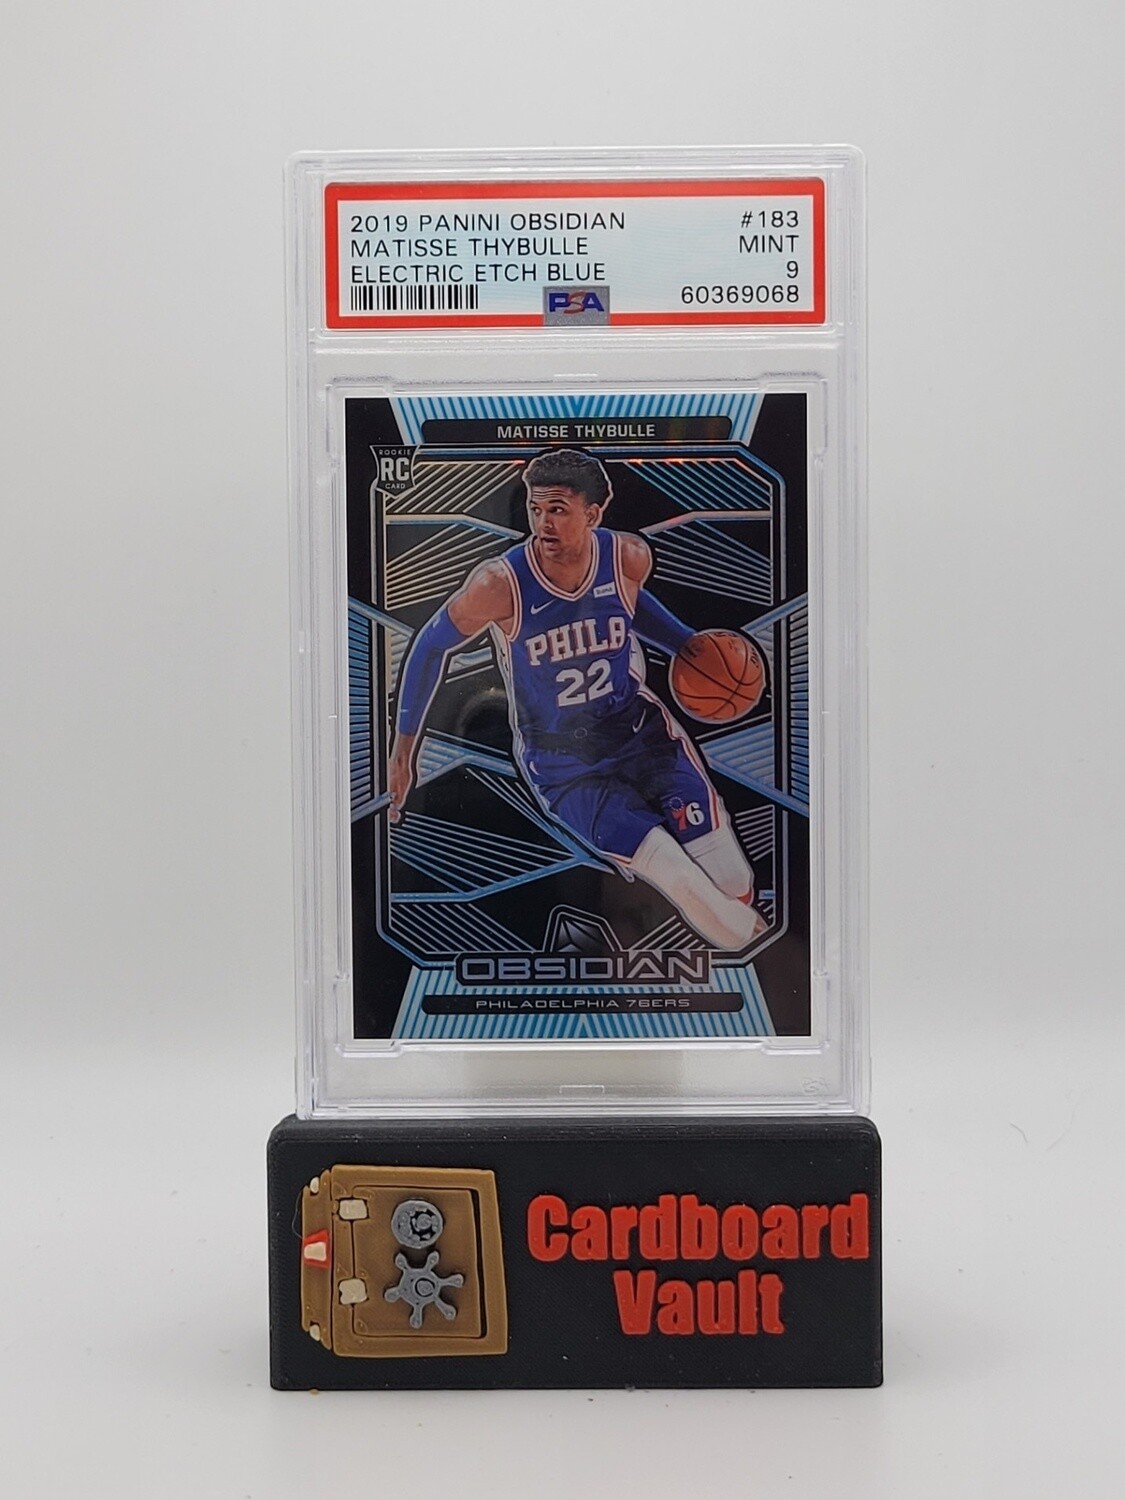 2019 PANINI OBSIDIAN #183
MATISSE THYBULLE MINT
ELECTRIC ETCH BLUE 9
PSA 60369068
MATISSE THYBULLE
ROOKIE
RC
CARD
PHILA
22
76
OBSIDIAN
PHILADELPHIA 76ERS
Cardboard
Vault